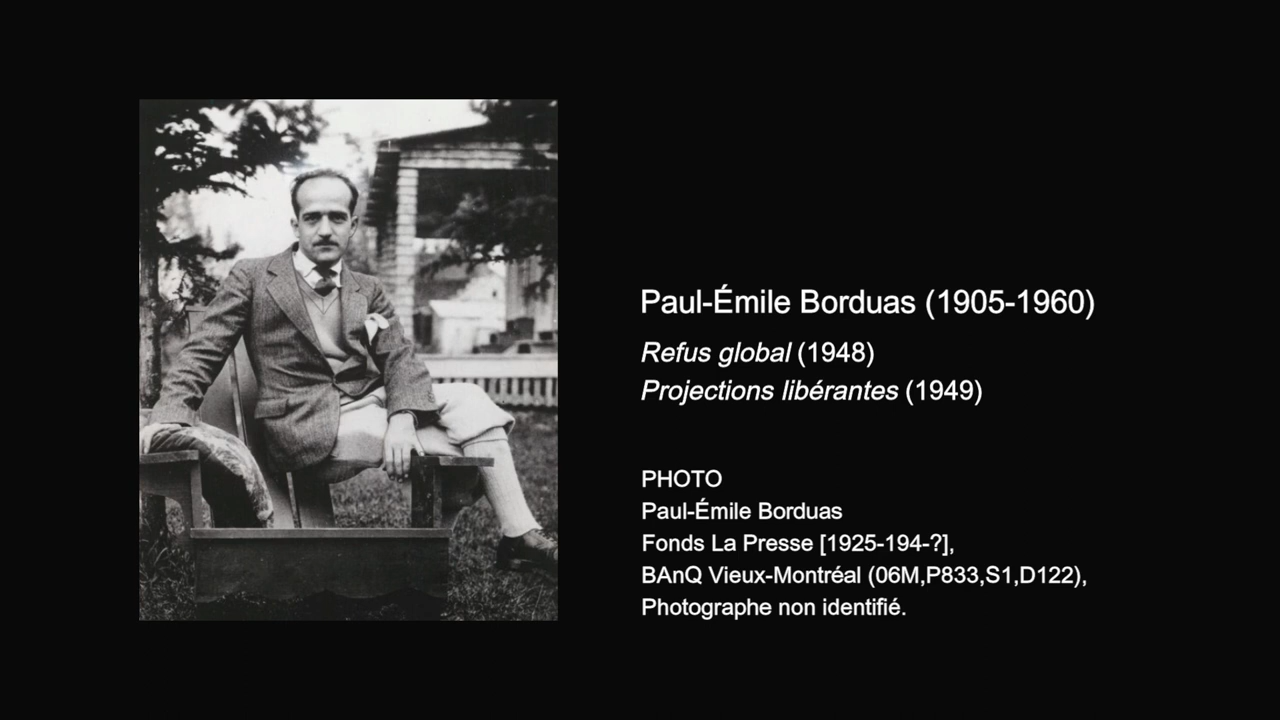 Paul-Émile Borduas (1905-1960)
Refus global (1948)
Projections libérantes (1949)
PHOTO
Paul-Émile Borduas
Fonds La Presse [1925-194-?],
BAnQ Vieux-Montréal (06M,P833,S1,D122),
Photographe non identifié.